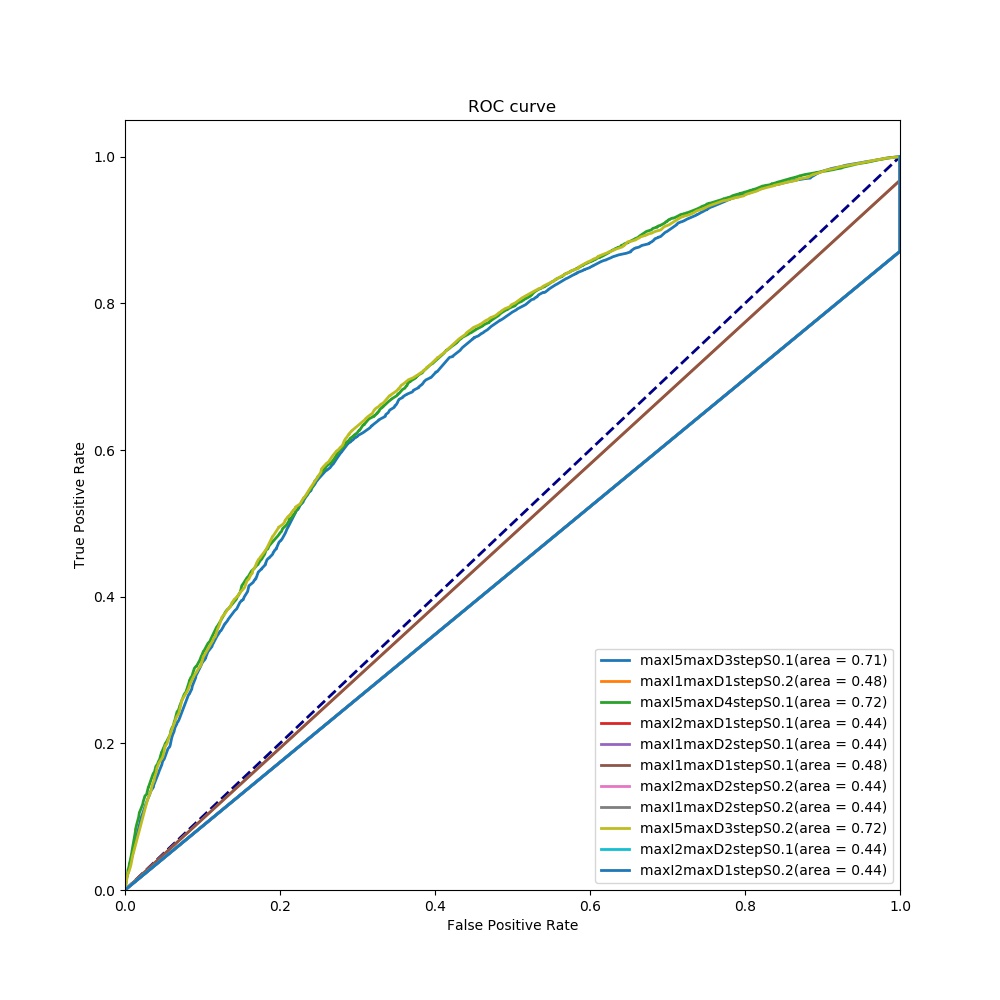 ROC curve
1.0
0.8
0.6
0.4
0.2
0.0
True Positive Rate
0.0 0.2 0.4 0.6 0.8 1.0
False Positive Rate
maxI5maxD3stepS0.1(area = 0.71)
maxI1maxD1stepS0.2(area = 0.48)
maxI5maxD4stepS0.1(area = 0.72)
maxI2maxD1stepS0.1(area = 0.44)
maxI1maxD2stepS0.1(area = 0.44)
maxI1maxD1stepS0.1(area = 0.48)
maxI2maxD2stepS0.2(area = 0.44)
maxI1maxD2stepS0.2(area = 0.44)
maxI5maxD3stepS0.2(area = 0.72)
maxI2maxD2stepS0.1(area = 0.44)
maxI2maxD1stepS0.2(area = 0.44)